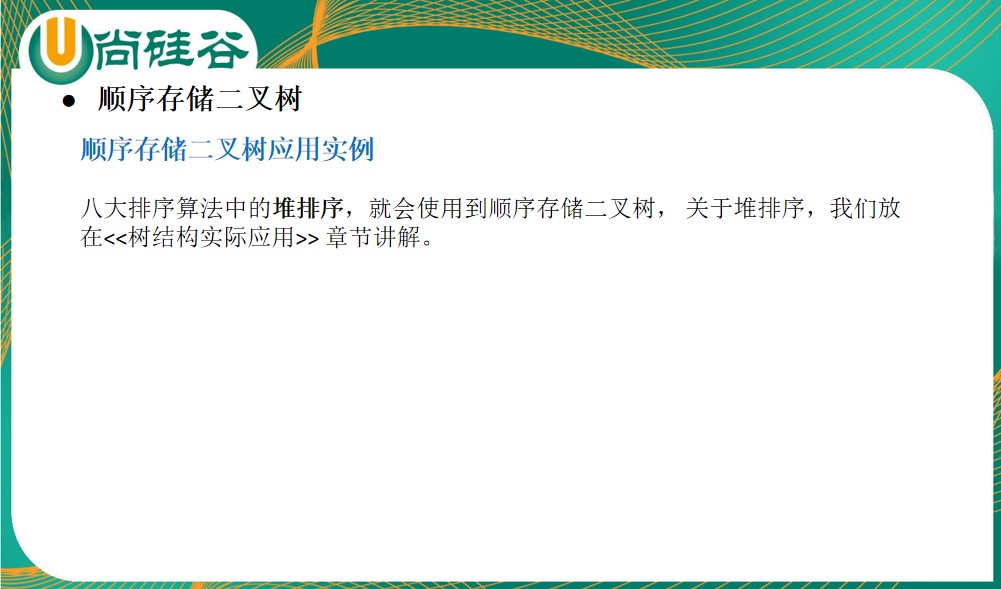 尚硅谷
● 顺序存储二叉树
顺序存储二叉树应用实例
八大排序算法中的堆排序，就会使用到顺序存储二叉树， 关于堆排序，我们放
在<<树结构实际应用>> 章节讲解。